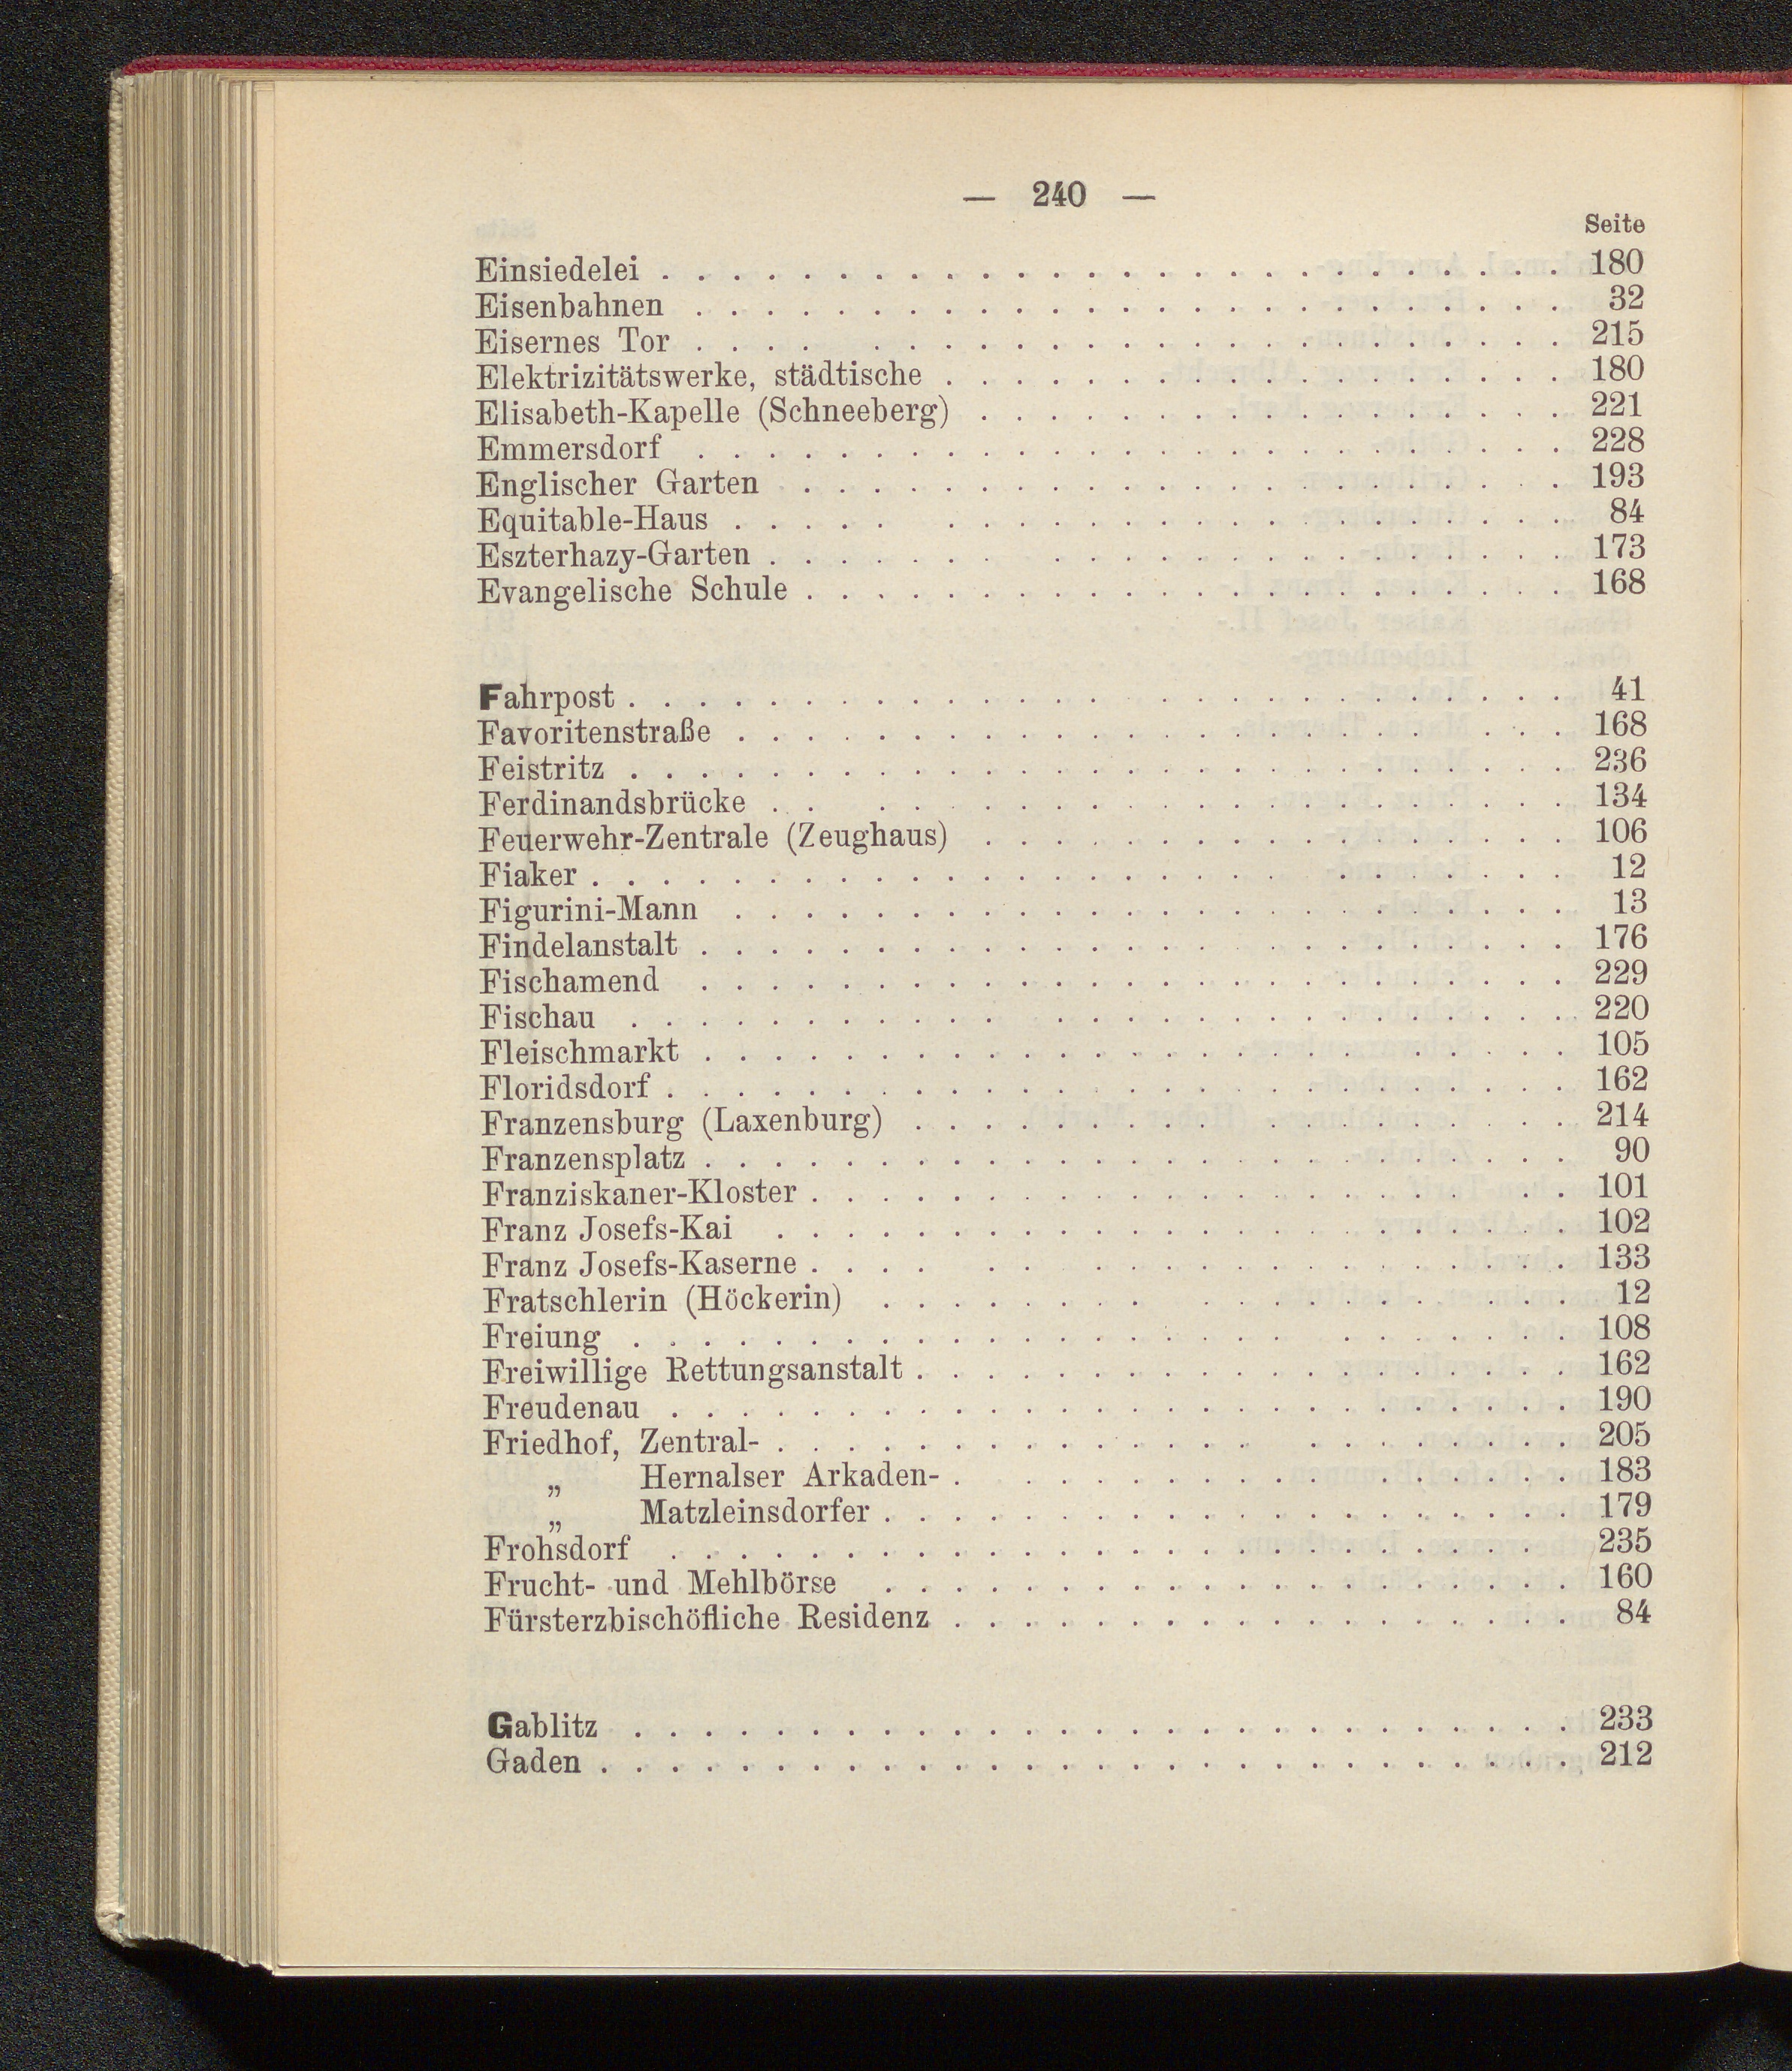 — 240 —
Seite
Einsiedelei . . . . . . . . . . . . . . . . . . . . . . . . . . 180
Eisenbahnen . . . . . . . . . . . . . . . . . . . . . . . . . 32
Eisernes Tor . . . . . . . . . . . . . . . . . . . . . . . . 215
Elektrizitätswerke, städtische . . . . . . . . . . . . . . . . . . 180
Elisabeth-Kapelle (Schneeberg) . . . . . . . . . . . . . . . . . 221
Emmersdorf . . . . . . . . . . . . . . . . . . . . . . . . . 228
Englischer Garten . . . . . . . . . . . . . . . . . . . . . . 193
Equitable-Haus . . . . . . . . . . . . . . . . . . . . . . . 84
Eszterhazy-Garten . . . . . . . . . . . . . . . . . . . . . . 173
Evangelische Schule . . . . . . . . . . . . . . . . . . . . . . 168
Fahrpost . . . . . . . . . . . . . . . . . . . . . . . . . . . 41
Favoritenstraße . . . . . . . . . . . . . . . . . . . . . . . . 168
Feistritz . . . . . . . . . . . . . . . . . . . . . . . . . . . 236
Ferdinandsbrücke . . . . . . . . . . . . . . . . . . . . . . 134
Feuerwehr-Zentrale (Zeughaus) . . . . . . . . . . . . . . . . . 106
Fiaker . . . . . . . . . . . . . . . . . . . . . . . . . . . . 12
Figurini-Mann . . . . . . . . . . . . . . . . . . . . . . . . 13
Findelanstalt . . . . . . . . . . . . . . . . . . . . . . . . . 176
Fischamend . . . . . . . . . . . . . . . . . . . . . . . . . 229
Fischau . . . . . . . . . . . . . . . . . . . . . . . . . . . 220
Fleischmarkt . . . . . . . . . . . . . . . . . . . . . . . . . 105
Floridsdorf . . . . . . . . . . . . . . . . . . . . . . . . . . 162
Franzensburg (Laxenburg) . . . . . . . . . . . . . . . . . . . 214
Franzensplatz . . . . . . . . . . . . . . . . . . . . . . . . . 90
Franziskaner-Kloster . . . . . . . . . . . . . . . . . . . . . . 101
Franz Josefs-Kai . . . . . . . . . . . . . . . . . . . . . . . 102
Franz Josefs-Kaserne . . . . . . . . . . . . . . . . . . . . 133
Fratschlerin (Höckerin) . . . . . . . . . . . . . . . . . . . 12
Freiung . . . . . . . . . . . . . . . . . . . . . . . . . . . 108
Freiwillige Rettungsanstalt . . . . . . . . . . . . . . . . . . . 162
Freudenau . . . . . . . . . . . . . . . . . . . . . . . . . . 190
Friedhof, Zentral- . . . . . . . . . . . . . . . . . . . . . . 205
„ Hernalser Arkaden- . . . . . . . . . . . . . . . . . 183
„ Matzleinsdorfer . . . . . . . . . . . . . . . . . . . . 179
Frohsdorf . . . . . . . . . . . . . . . . . . . . . . . . . 235
Frucht- und Mehlbörse . . . . . . . . . . . . . . . . . . . . 160
Fürsterzbischöfliche Residenz . . . . . . . . . . . . . . . . . . 84
Gablitz . . . . . . . . . . . . . . . . . . . . . . . . . . . 233
Gaden . . . . . . . . . . . . . . . . . . . . . . . . . . . . 212